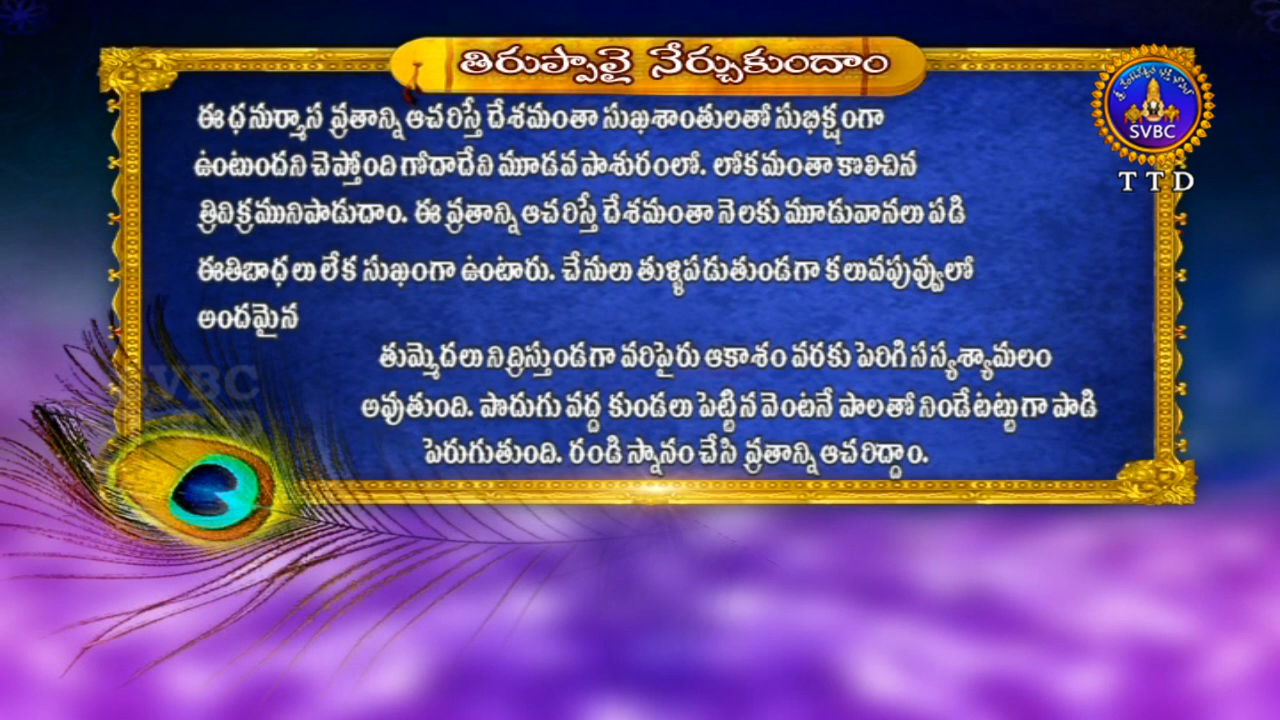 తిరుప్పావై నేర్చుకుందాం
ఈ ధనుర్మాస వ్రతాన్ని ఆచరిస్తే దేశమంతా సుఖశాంతులతో సుభిక్షంగా
ఉంటుందని చెప్తోంది గోదాదేవి మూడవ పాశురంలో. లోకమంతా కొలిచిన
త్రివిక్రమునిపాడుదాం. ఈ వ్రతాన్ని ఆచరిస్తే దేశమంతా నెలకు మూడువానలు పడి
ఈతిబాధలు లేక సుఖంగా ఉంటారు. చేనులు తుళ్ళిపడుతుండగా కలువపువ్వులో
అందమైన
తుమ్మెదలు నిద్రిస్తుండగా వరిపైరు ఆకాశం వరకు పెరిగి సస్యశ్యామలం
అవుతుంది. పొదుగు వద్ద కుండలు పెట్టిన వెంటనే పాలతో నిండేటట్టుగా పాడి
పెరుగుతుంది. రండి స్నానం చేసి వ్రతాన్ని ఆచరిద్దాం.
SVBC
TTD
SVBC